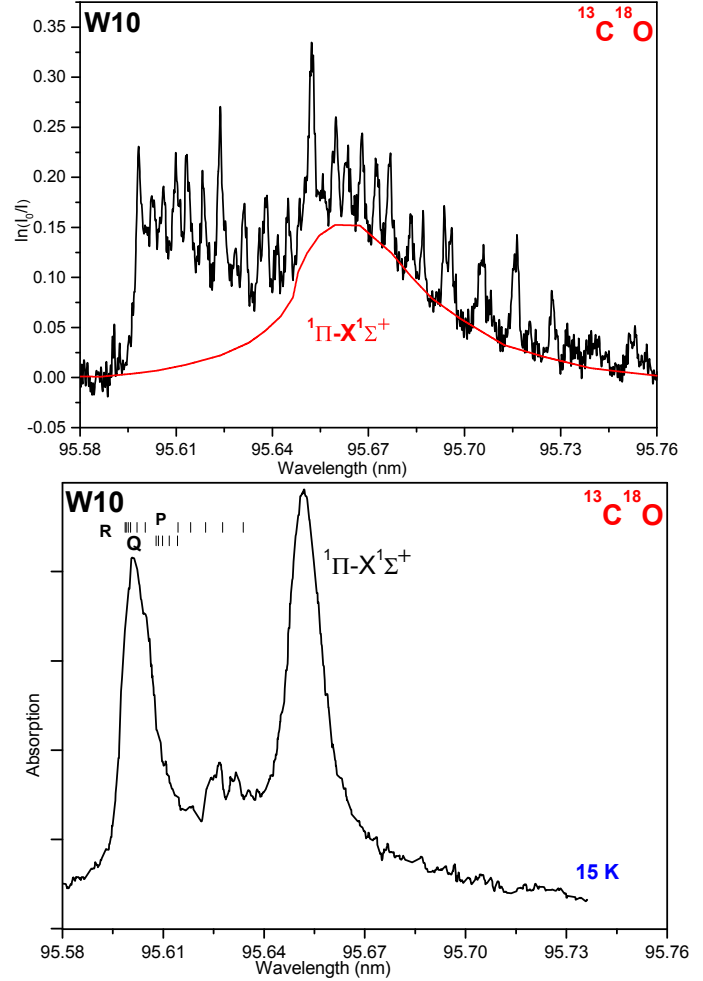 W10
¹³C¹⁸O
0.35
0.30
0.25
0.20
0.15
0.10
0.05
0.00
-0.05
ln(I₀/I)
¹Π-X¹Σ⁺
95.58 95.61 95.64 95.67 95.70 95.73 95.76
Wavelength (nm)
W10
¹³C¹⁸O
P
R
Q
¹Π-X¹Σ⁺
Absorption
15 K
95.58 95.61 95.64 95.67 95.70 95.73 95.76
Wavelength (nm)